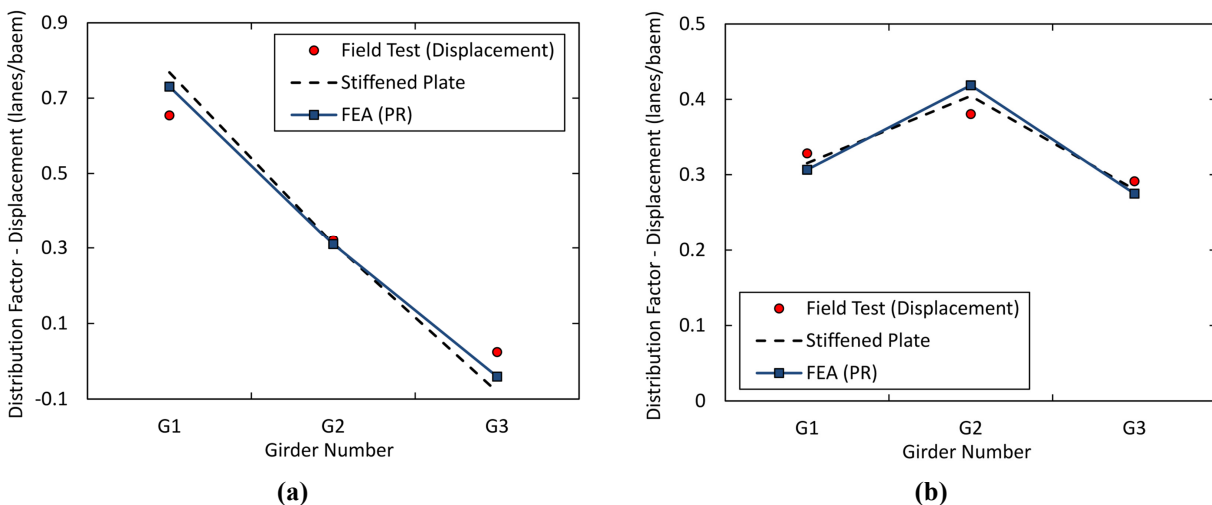 Distribution Factor - Displacement (lanes/baem)
0.9
0.7
0.5
0.3
0.1
-0.1
Field Test (Displacement)
Stiffened Plate
FEA (PR)
G1 G2 G3
Girder Number
(a)
Distribution Factor - Displacement (lanes/baem)
0.5
0.4
0.3
0.2
0.1
0
Field Test (Displacement)
Stiffened Plate
FEA (PR)
G1 G2 G3
Girder Number
(b)